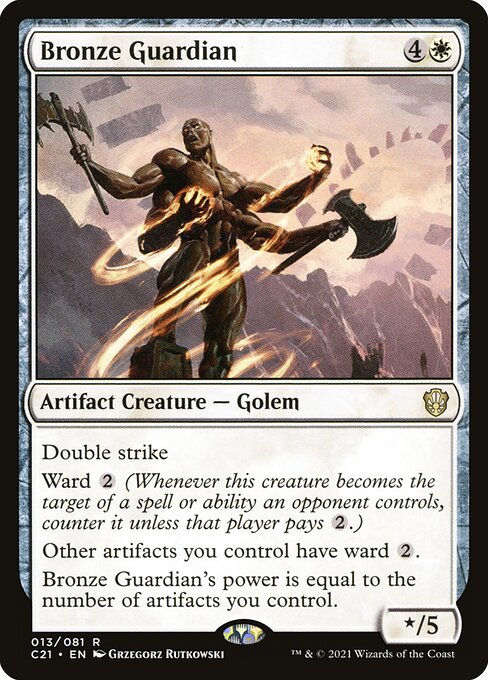 Bronze Guardian 4
Artifact Creature — Golem
Double strike
Ward 2 (Whenever this creature becomes the
target of a spell or ability an opponent controls,
counter it unless that player pays 2.)
Other artifacts you control have ward 2.
Bronze Guardian's power is equal to the
number of artifacts you control.
★/5
013/081 R
C21 • EN Grzegorz Rutkowski
™ & © 2021 Wizards of the Coast